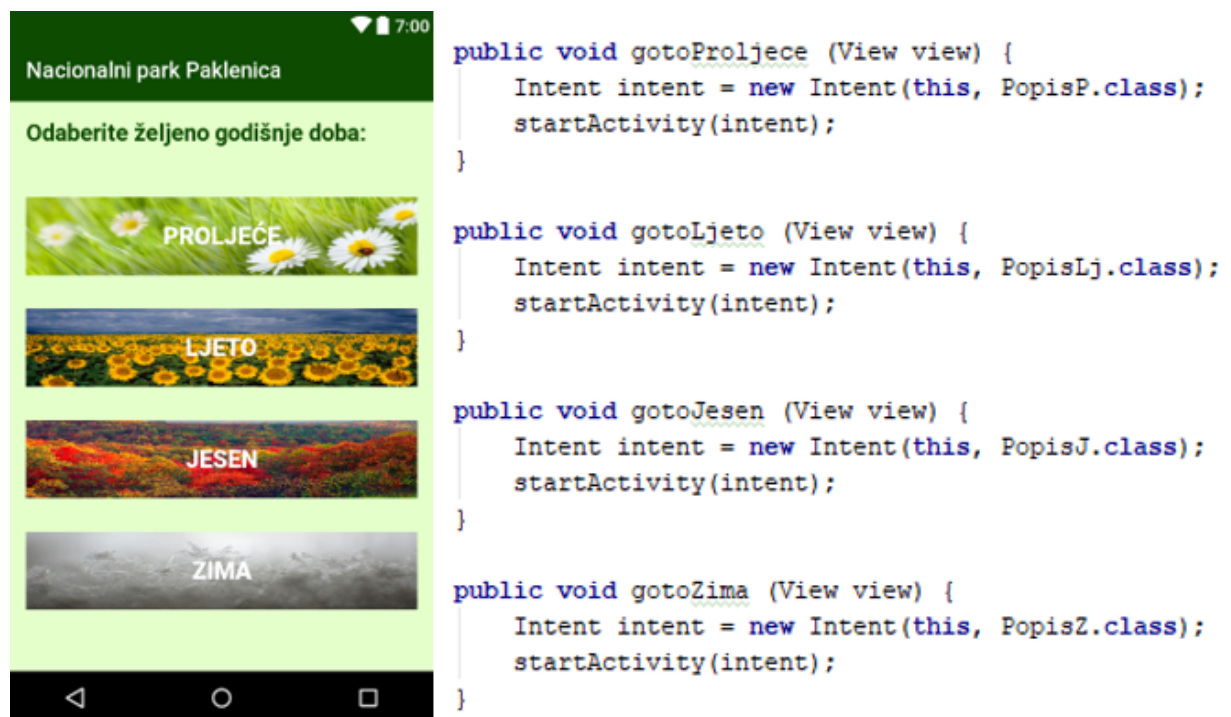 7:00
Nacionalni park Paklenica
Odaberite željeno godišnje doba:
PROLJEĆE
LJETO
JESEN
ZIMA
public void gotoProljece (View view) {
    Intent intent = new Intent(this, PopisP.class);
    startActivity(intent);
}
public void gotoLjeto (View view) {
    Intent intent = new Intent(this, PopisLj.class);
    startActivity(intent);
}
public void gotoJesen (View view) {
    Intent intent = new Intent(this, PopisJ.class);
    startActivity(intent);
}
public void gotoZima (View view) {
    Intent intent = new Intent(this, PopisZ.class);
    startActivity(intent);
}